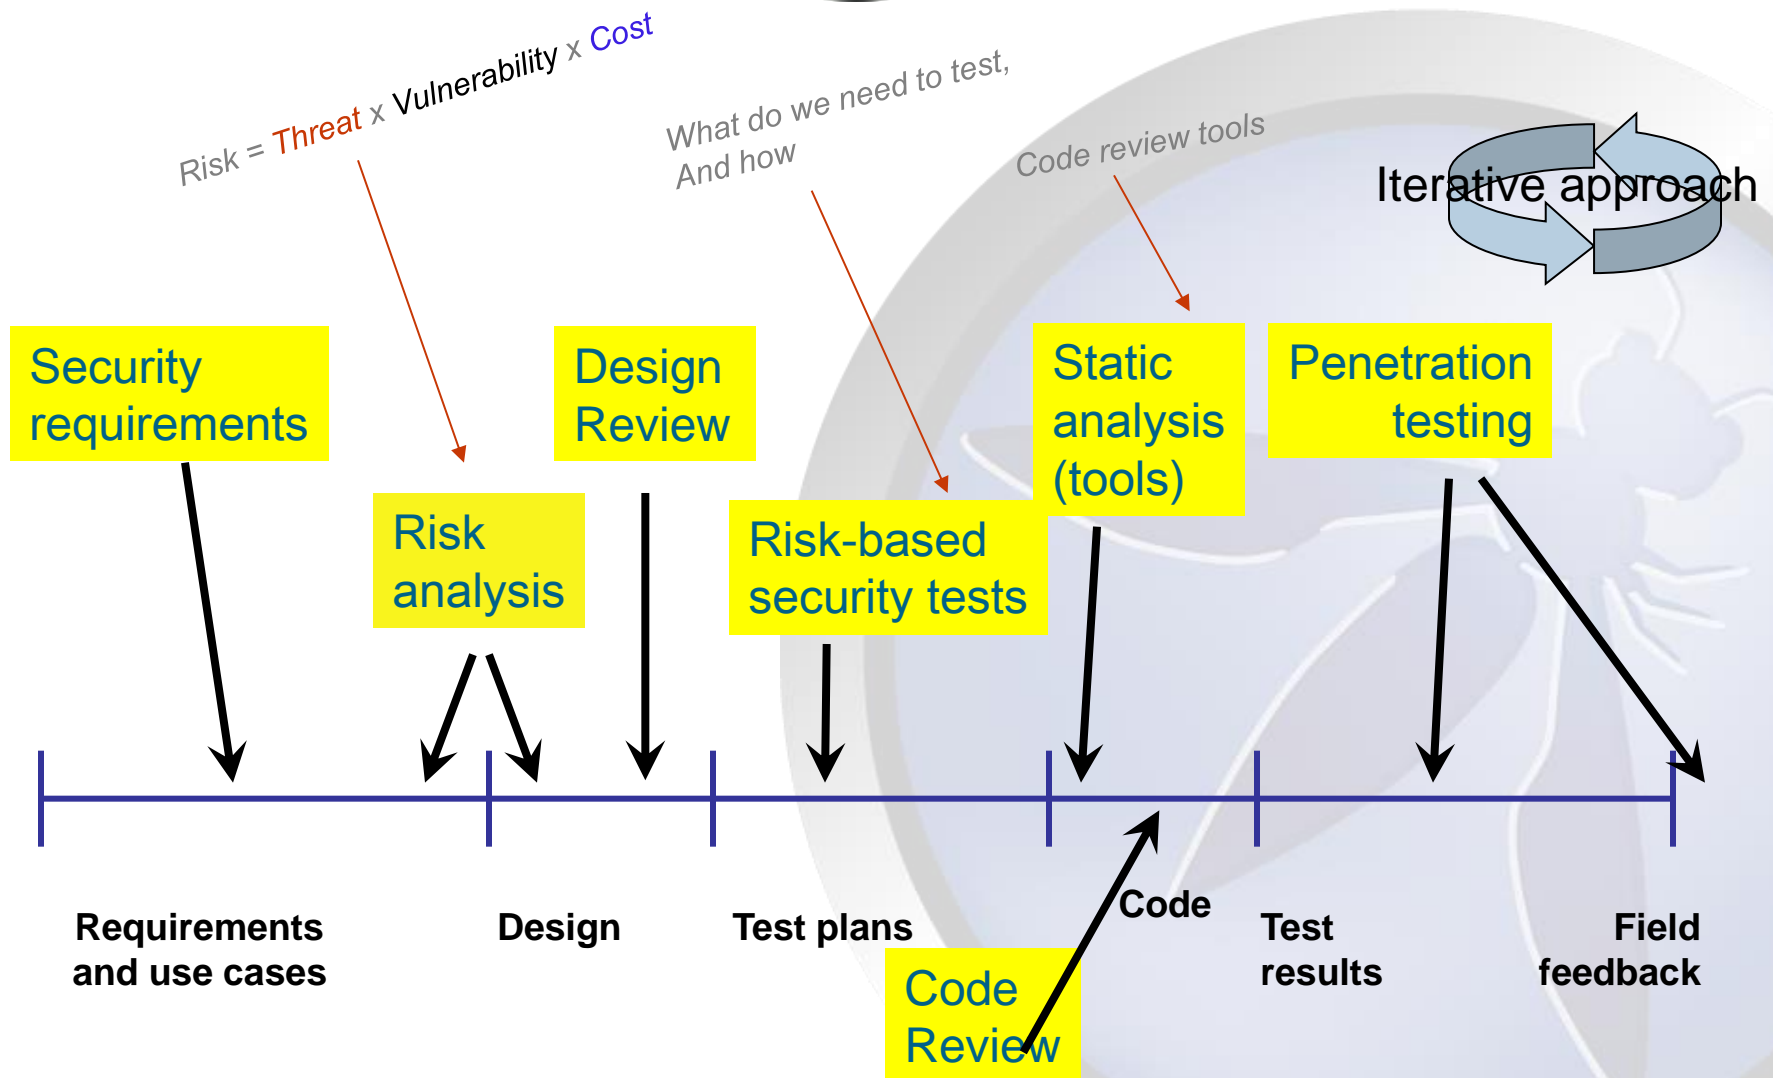 Risk = Threat x Vulnerability x Cost
What do we need to test,
And how
Code review tools
Iterative approach
Security
requirements
Risk
analysis
Design
Review
Risk-based
security tests
Static
analysis
(tools)
Penetration
testing
Requirements
and use cases
Design
Test plans
Code
Test
results
Field
feedback
Code
Review